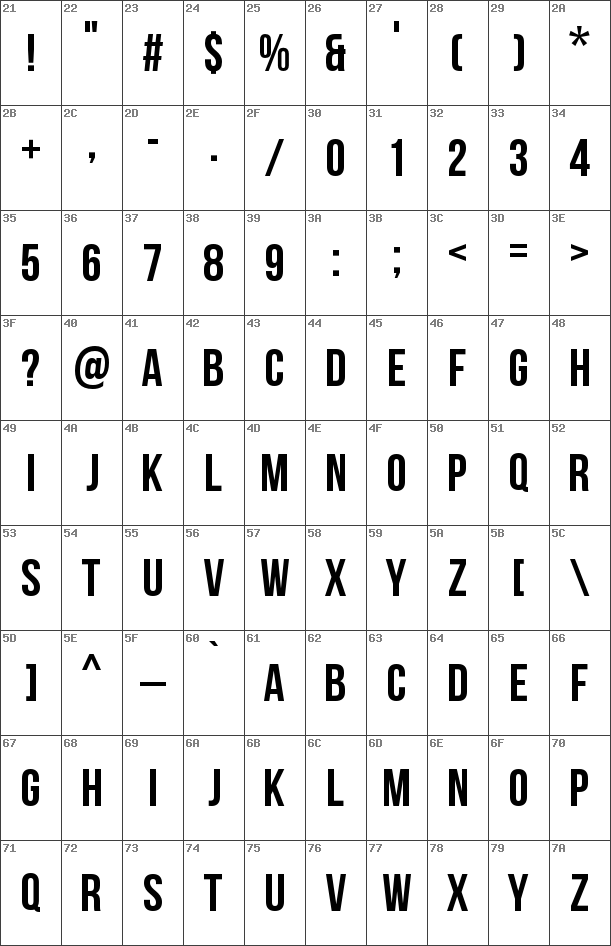 21 22 23 24 25 26 27 28 29 2A
! " # $ % & ' ( ) *
2B 2C 2D 2E 2F 30 31 32 33 34
+ , - . / 0 1 2 3 4
35 36 37 38 39 3A 3B 3C 3D 3E
5 6 7 8 9 : ; < = >
3F 40 41 42 43 44 45 46 47 48
? @ A B C D E F G H
49 4A 4B 4C 4D 4E 4F 50 51 52
I J K L M N O P Q R
53 54 55 56 57 58 59 5A 5B 5C
S T U V W X Y Z [ \
5D 5E 5F 60 61 62 63 64 65 66
] ^ _ ` A B C D E F
67 68 69 6A 6B 6C 6D 6E 6F 70
G H I J K L M N O P
71 72 73 74 75 76 77 78 79 7A
Q R S T U V W X Y Z